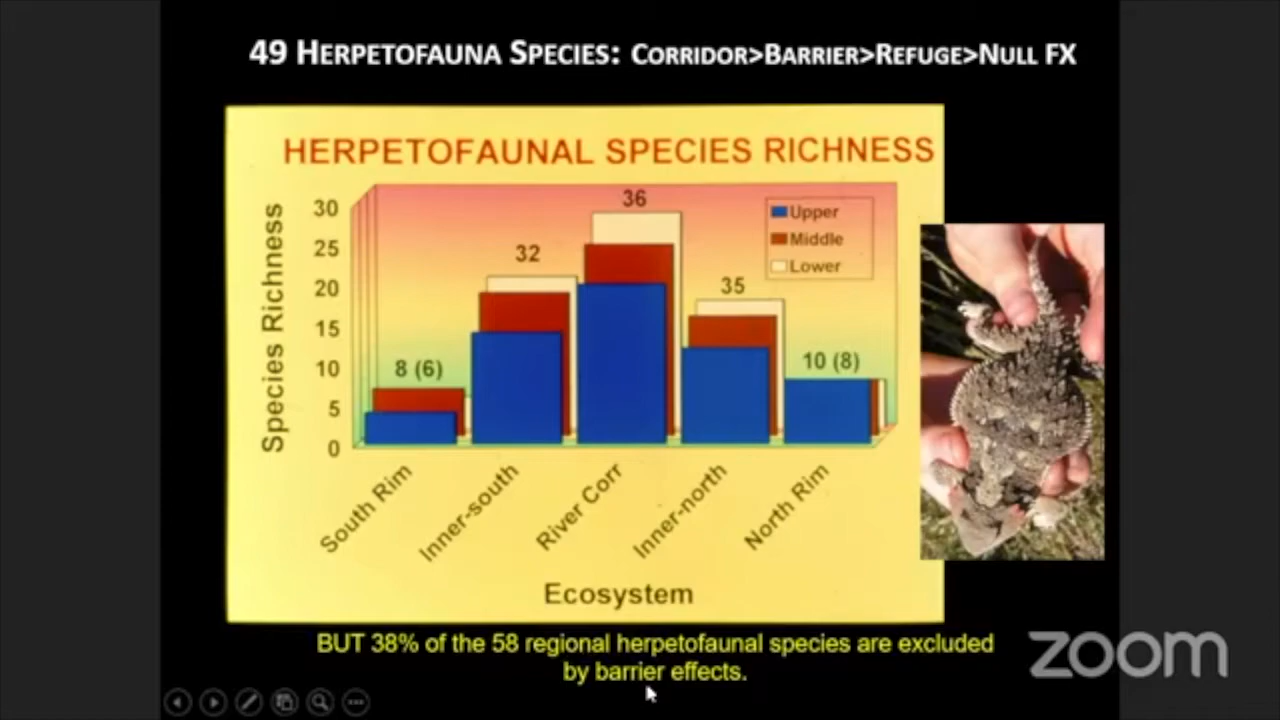 49 HERPETOFAUNA SPECIES: CORRIDOR>BARRIER>REFUGE>NULL FX
HERPETOFAUNAL SPECIES RICHNESS
Species Richness
30
25
20
15
10
5
0
8 (6)
32
36
35
10 (8)
Upper
Middle
Lower
South Rim
Inner-south
River Corr
Inner-north
North Rim
Ecosystem
BUT 38% of the 58 regional herpetofaunal species are excluded
by barrier effects.
zoom